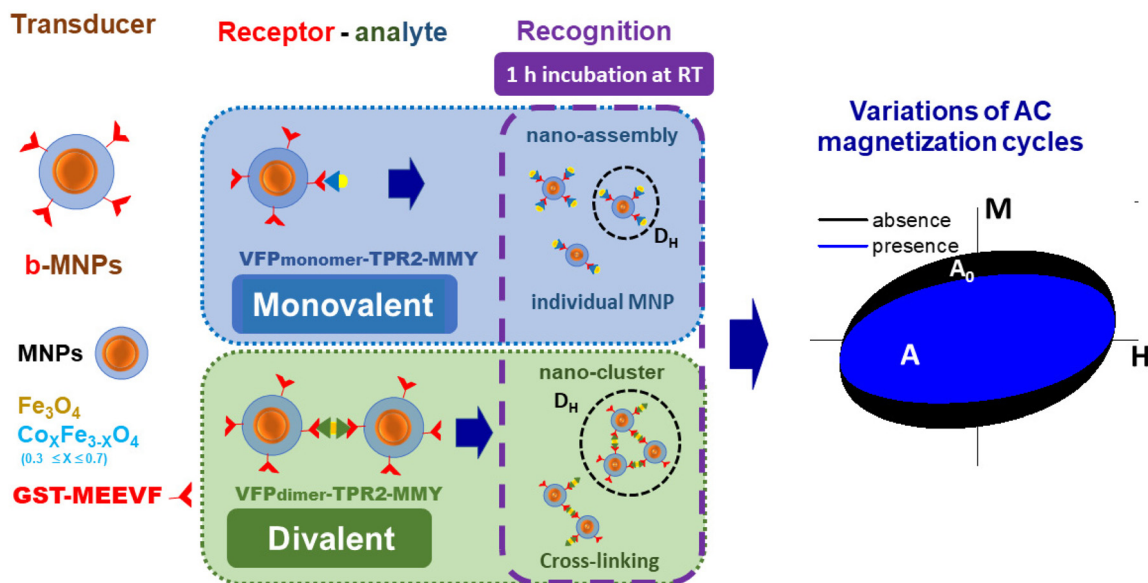 Transducer
b-MNPs
MNPs
Fe₃O₄
CoₓFe₃₋ₓO₄
(0.3 ≤X≤0.7)
GST-MEEVF
Receptor - analyte
VFPmonomer-TPR2-MMY
Monovalent
VFPdimer-TPR2-MMY
Divalent
Recognition
1 h incubation at RT
nano-assembly
D_H
individual MNP
nano-cluster
D_H
Cross-linking
Variations of AC
magnetization cycles
absence
presence
M
A₀
A
H